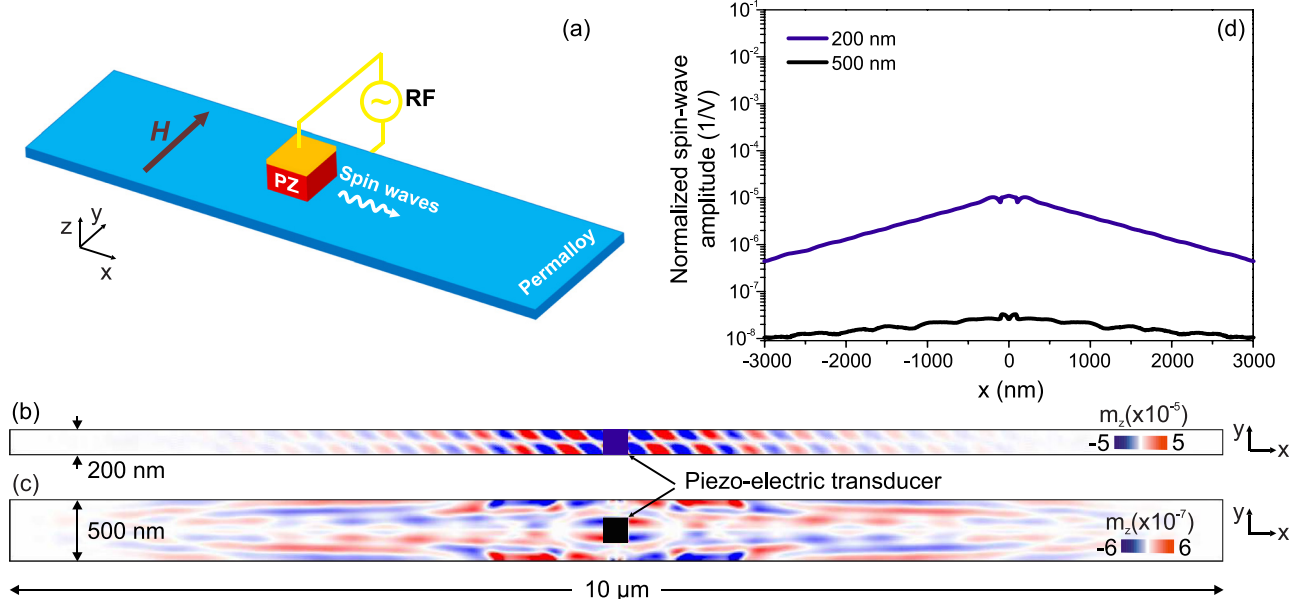 (a)
H
RF
PZ
Spin waves
Permalloy
z
y
x
(d)
200 nm
500 nm
Normalized spin-wave
amplitude (1/V)
10⁻¹
10⁻²
10⁻³
10⁻⁴
10⁻⁵
10⁻⁶
10⁻⁷
10⁻⁸
-3000 -2000 -1000 0 1000 2000 3000
x (nm)
(b)
200 nm
m_z(x10⁻⁵)
-5 5
y
x
Piezo-electric transducer
(c)
500 nm
m_z(x10⁻⁷)
-6 6
y
x
10 µm